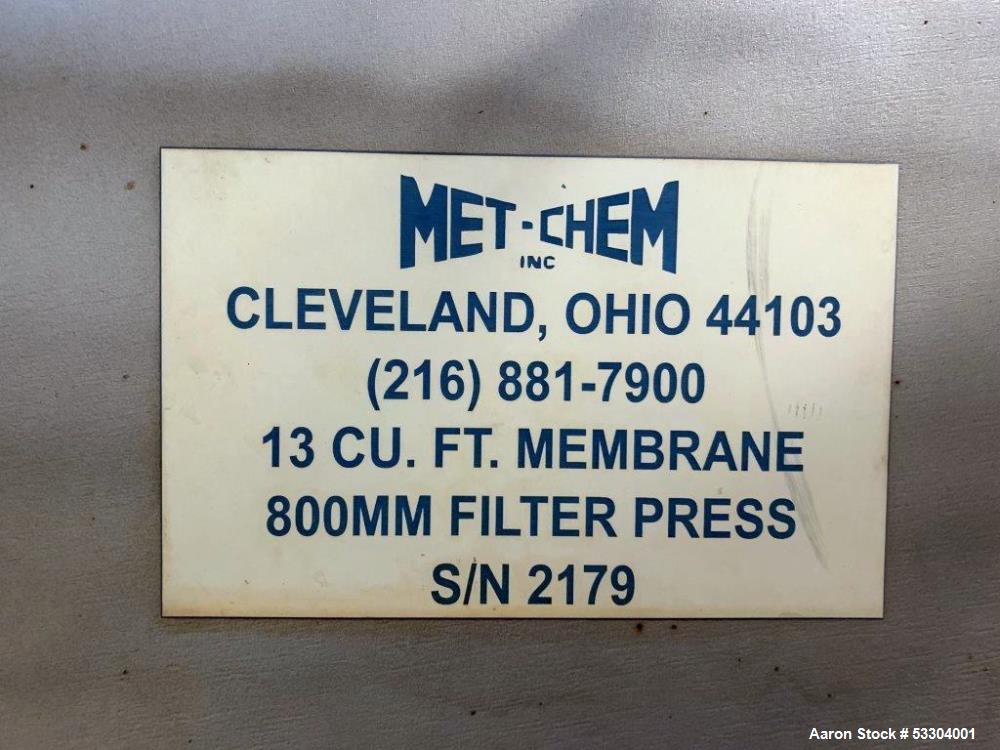 MET-CHEM
INC
CLEVELAND, OHIO 44103
(216) 881-7900
13 CU. FT. MEMBRANE
800MM FILTER PRESS
S/N 2179
Aaron Stock # 53304001